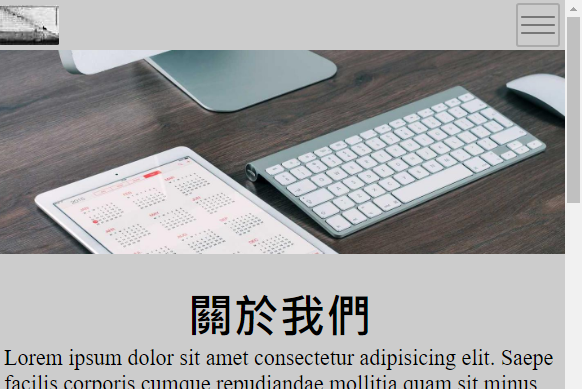 關於我們
Lorem ipsum dolor sit amet consectetur adipisicing elit. Saepe
facilis corporis cumque repudiandae mollitia quam sit minus